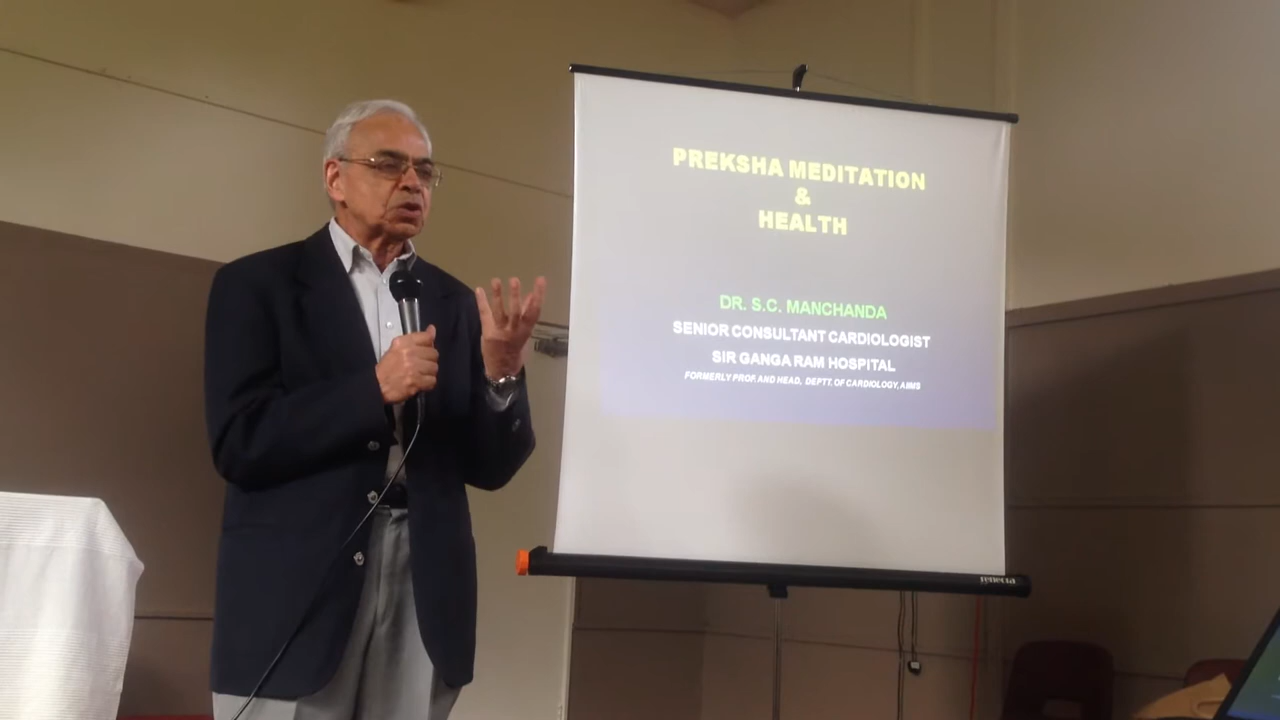 PREKSHA MEDITATION
&
HEALTH
DR. S.C. MANCHANDA
SENIOR CONSULTANT CARDIOLOGIST
SIR GANGA RAM HOSPITAL
FORMERLY PROF. AND HEAD, DEPTT. OF CARDIOLOGY, AIIMS
reflecta